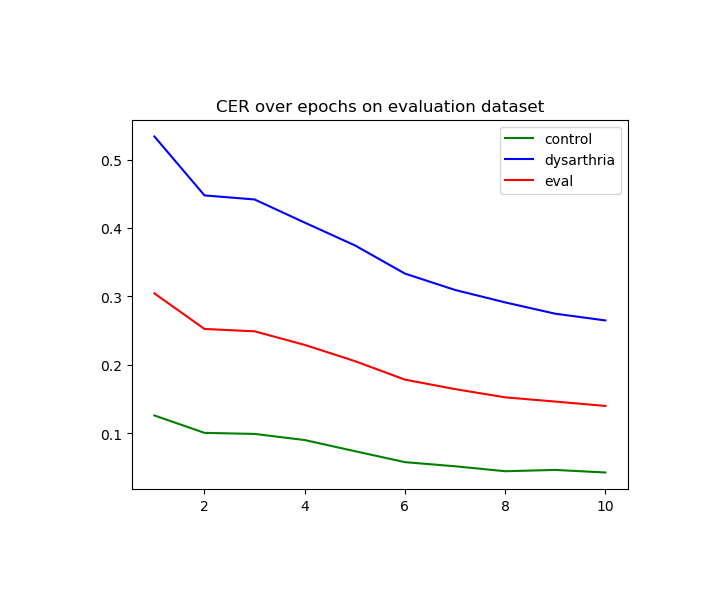 CER over epochs on evaluation dataset
control
dysarthria
eval
0.5
0.4
0.3
0.2
0.1
2 4 6 8 10